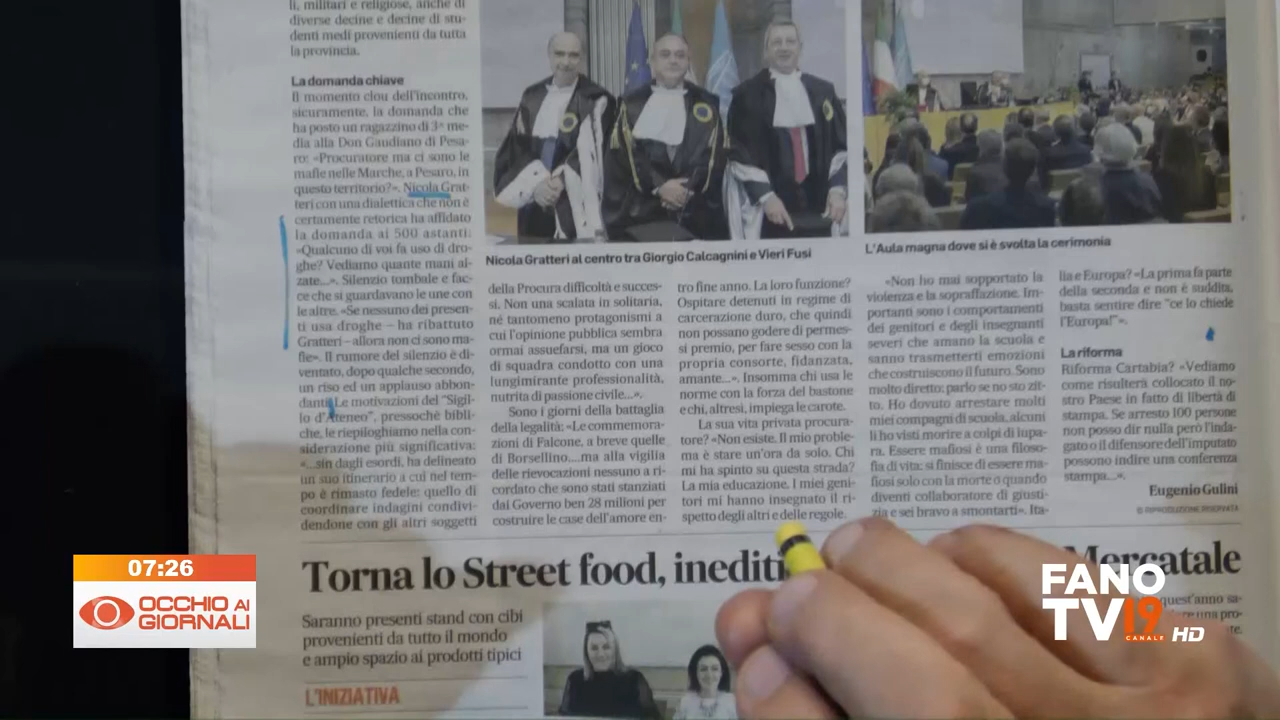 li, militari e religiose, anche di
diverse decine e decine di stu-
denti medi provenienti da tutta
la provincia.
La domanda chiave
Il momento clou dell'incontro,
sicuramente, la domanda che
ha posto un ragazzino di 3ª me-
dia alla Don Gaudiano di Pesa-
ro: «Procuratore ma ci sono le
mafie nelle Marche, a Pesaro, in
questo territorio?». Nicola Grat-
teri con una dialettica che non è
certamente retorica ha affidato
la domanda ai 500 astanti:
«Qualcuno di voi fa uso di dro-
ghe? Vediamo quante mani al-
zate...». Silenzio tombale e fac-
ce che si guardavano le une con
le altre. «Se nessuno dei presen-
ti usa droghe – ha ribattuto
Gratteri – allora non ci sono ma-
fie». Il rumore del silenzio è di-
ventato, dopo qualche secondo,
un riso ed un applauso abbon-
danti. Le motivazioni del "Sigil-
lo d'Ateneo", pressoché bibli-
che, le riepiloghiamo nella con-
siderazione più significativa:
«...sin dagli esordi, ha delineato
un suo itinerario a cui nel tem-
po è rimasto fedele: quello di
coordinare indagini condivi-
dendone con gli altri soggetti
Nicola Gratteri al centro tra Giorgio Calcagnini e Vieri Fusi
L'Aula magna dove si è svolta la cerimonia
della Procura difficoltà e succes-
si. Non una scalata in solitaria,
né tantomeno protagonismi a
cui l'opinione pubblica sembra
ormai assuefarsi, ma un gioco
di squadra condotto con una
lungimirante professionalità,
nutrita di passione civile...».
Sono i giorni della battaglia
della legalità: «Le commemora-
zioni di Falcone, a breve quelle
di Borsellino....ma alla vigilia
delle rievocazioni nessuno a ri-
cordato che sono stati stanziati
dai Governo ben 28 milioni per
costruire le case dell'amore en-
tro fine anno. La loro funzione?
Ospitare detenuti in regime di
carcerazione duro, che quindi
non possano godere di permes-
si premio, per fare sesso con la
propria consorte, fidanzata,
amante...». Insomma chi usa le
norme con la forza del bastone
e chi, altresì, impiega le carote.
La sua vita privata procura-
tore? «Non esiste. Il mio proble-
ma è stare un'ora da solo. Chi
mi ha spinto su questa strada?
La mia educazione. I miei geni-
tori mi hanno insegnato il ri-
spetto degli altri e delle regole.
«Non ho mai sopportato la
violenza e la sopraffazione. Im-
portanti sono i comportamenti
dei genitori e degli insegnanti
severi che amano la scuola e
sanno trasmetterti emozioni
che costruiscono il futuro. Sono
molto diretto: parlo se no sto zit-
to. Ho dovuto arrestare molti
miei compagni di scuola, alcuni
li ho visti morire a colpi di lupa-
ra. Essere mafiosi è una filoso-
fia di vita: si finisce di essere ma-
fiosi solo con la morte o quando
diventi collaboratore di giusti-
zia e sei bravo a smontarti». Ita-
lia e Europa? «La prima fa parte
della seconda e non è suddita,
basta sentire dire "ce lo chiede
l'Europa!"».
La riforma
Riforma Cartabia? «Vediamo
come risulterà collocato il no-
stro Paese in fatto di libertà di
stampa. Se arresto 100 persone
non posso dir nulla però l'inda-
gato o il difensore dell'imputato
possono indire una conferenza
stampa...».
Eugenio Gulini
© RIPRODUZIONE RISERVATA
Torna lo Street food, inediti Mercatale
Saranno presenti stand con cibi
provenienti da tutto il mondo
e ampio spazio ai prodotti tipici
L'INIZIATIVA
quest'anno sa-
una pro-
07:26
OCCHIO AI
GIORNALI
FANO
TV19
CANALE HD